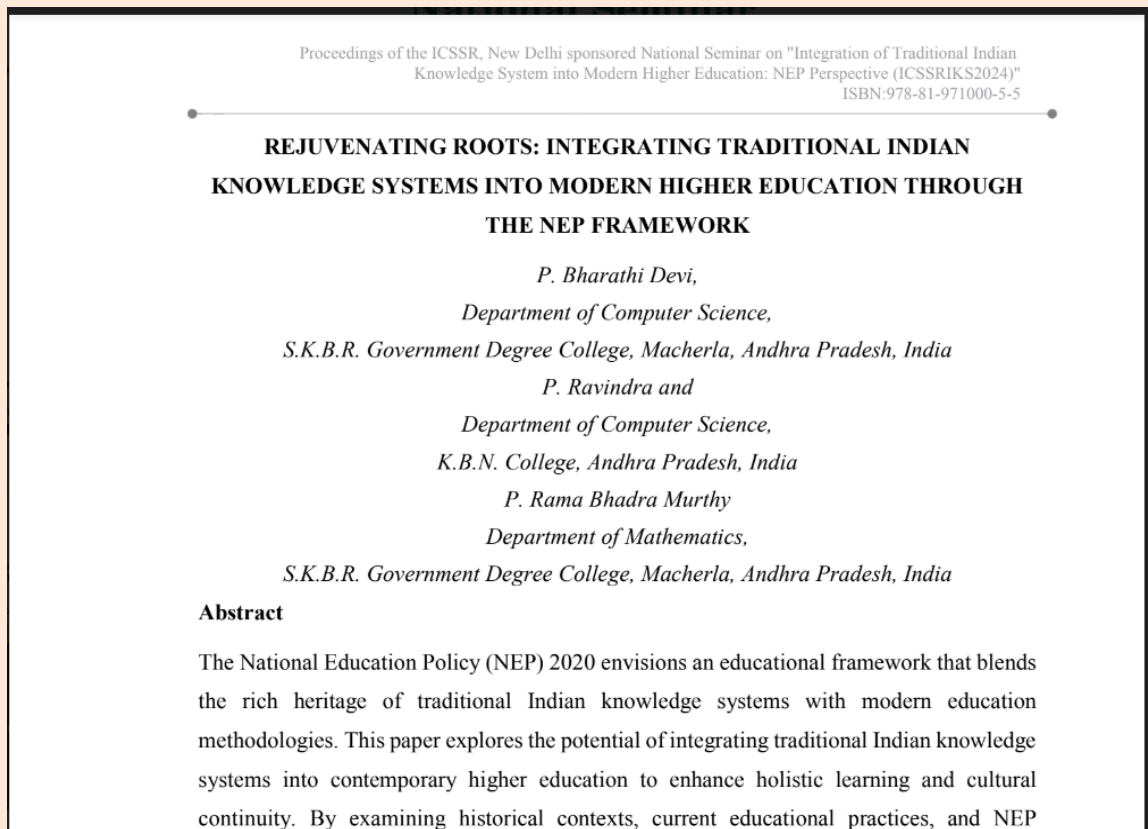 National Seminar
Proceedings of the ICSSR, New Delhi sponsored National Seminar on "Integration of Traditional Indian
Knowledge System into Modern Higher Education: NEP Perspective (ICSSRIKS2024)"
ISBN:978-81-971000-5-5
REJUVENATING ROOTS: INTEGRATING TRADITIONAL INDIAN
KNOWLEDGE SYSTEMS INTO MODERN HIGHER EDUCATION THROUGH
THE NEP FRAMEWORK
P. Bharathi Devi,
Department of Computer Science,
S.K.B.R. Government Degree College, Macherla, Andhra Pradesh, India
P. Ravindra and
Department of Computer Science,
K.B.N. College, Andhra Pradesh, India
P. Rama Bhadra Murthy
Department of Mathematics,
S.K.B.R. Government Degree College, Macherla, Andhra Pradesh, India
Abstract
The National Education Policy (NEP) 2020 envisions an educational framework that blends
the rich heritage of traditional Indian knowledge systems with modern education
methodologies. This paper explores the potential of integrating traditional Indian knowledge
systems into contemporary higher education to enhance holistic learning and cultural
continuity. By examining historical contexts, current educational practices, and NEP